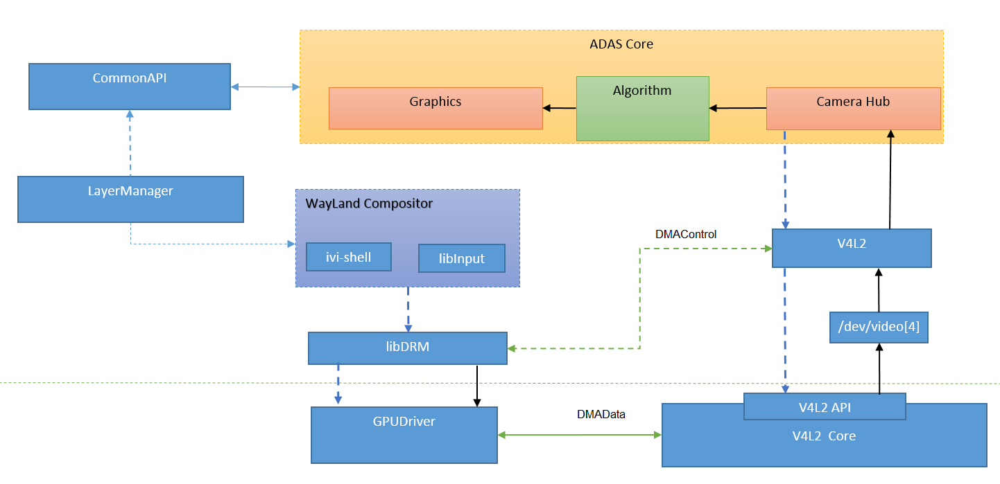 ADAS Core
CommonAPI
Graphics
Algorithm
Camera Hub
LayerManager
WayLand Compositor
ivi-shell
libInput
DMAControl
V4L2
/dev/video[4]
libDRM
GPUDriver
DMAData
V4L2 API
V4L2 Core